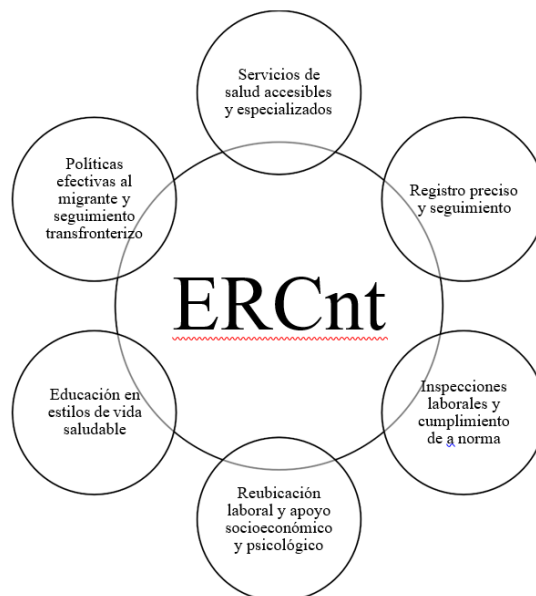 Servicios de
salud accesibles
y especializados
Políticas
efectivas al
migrante y
seguimiento
transfronterizo
Registro preciso
y seguimiento
ERCnt
Educación en
estilos de vida
saludable
Inspecciones
laborales y
cumplimiento
de a norma
Reubicación
laboral y apoyo
socioeconómico
y psicológico